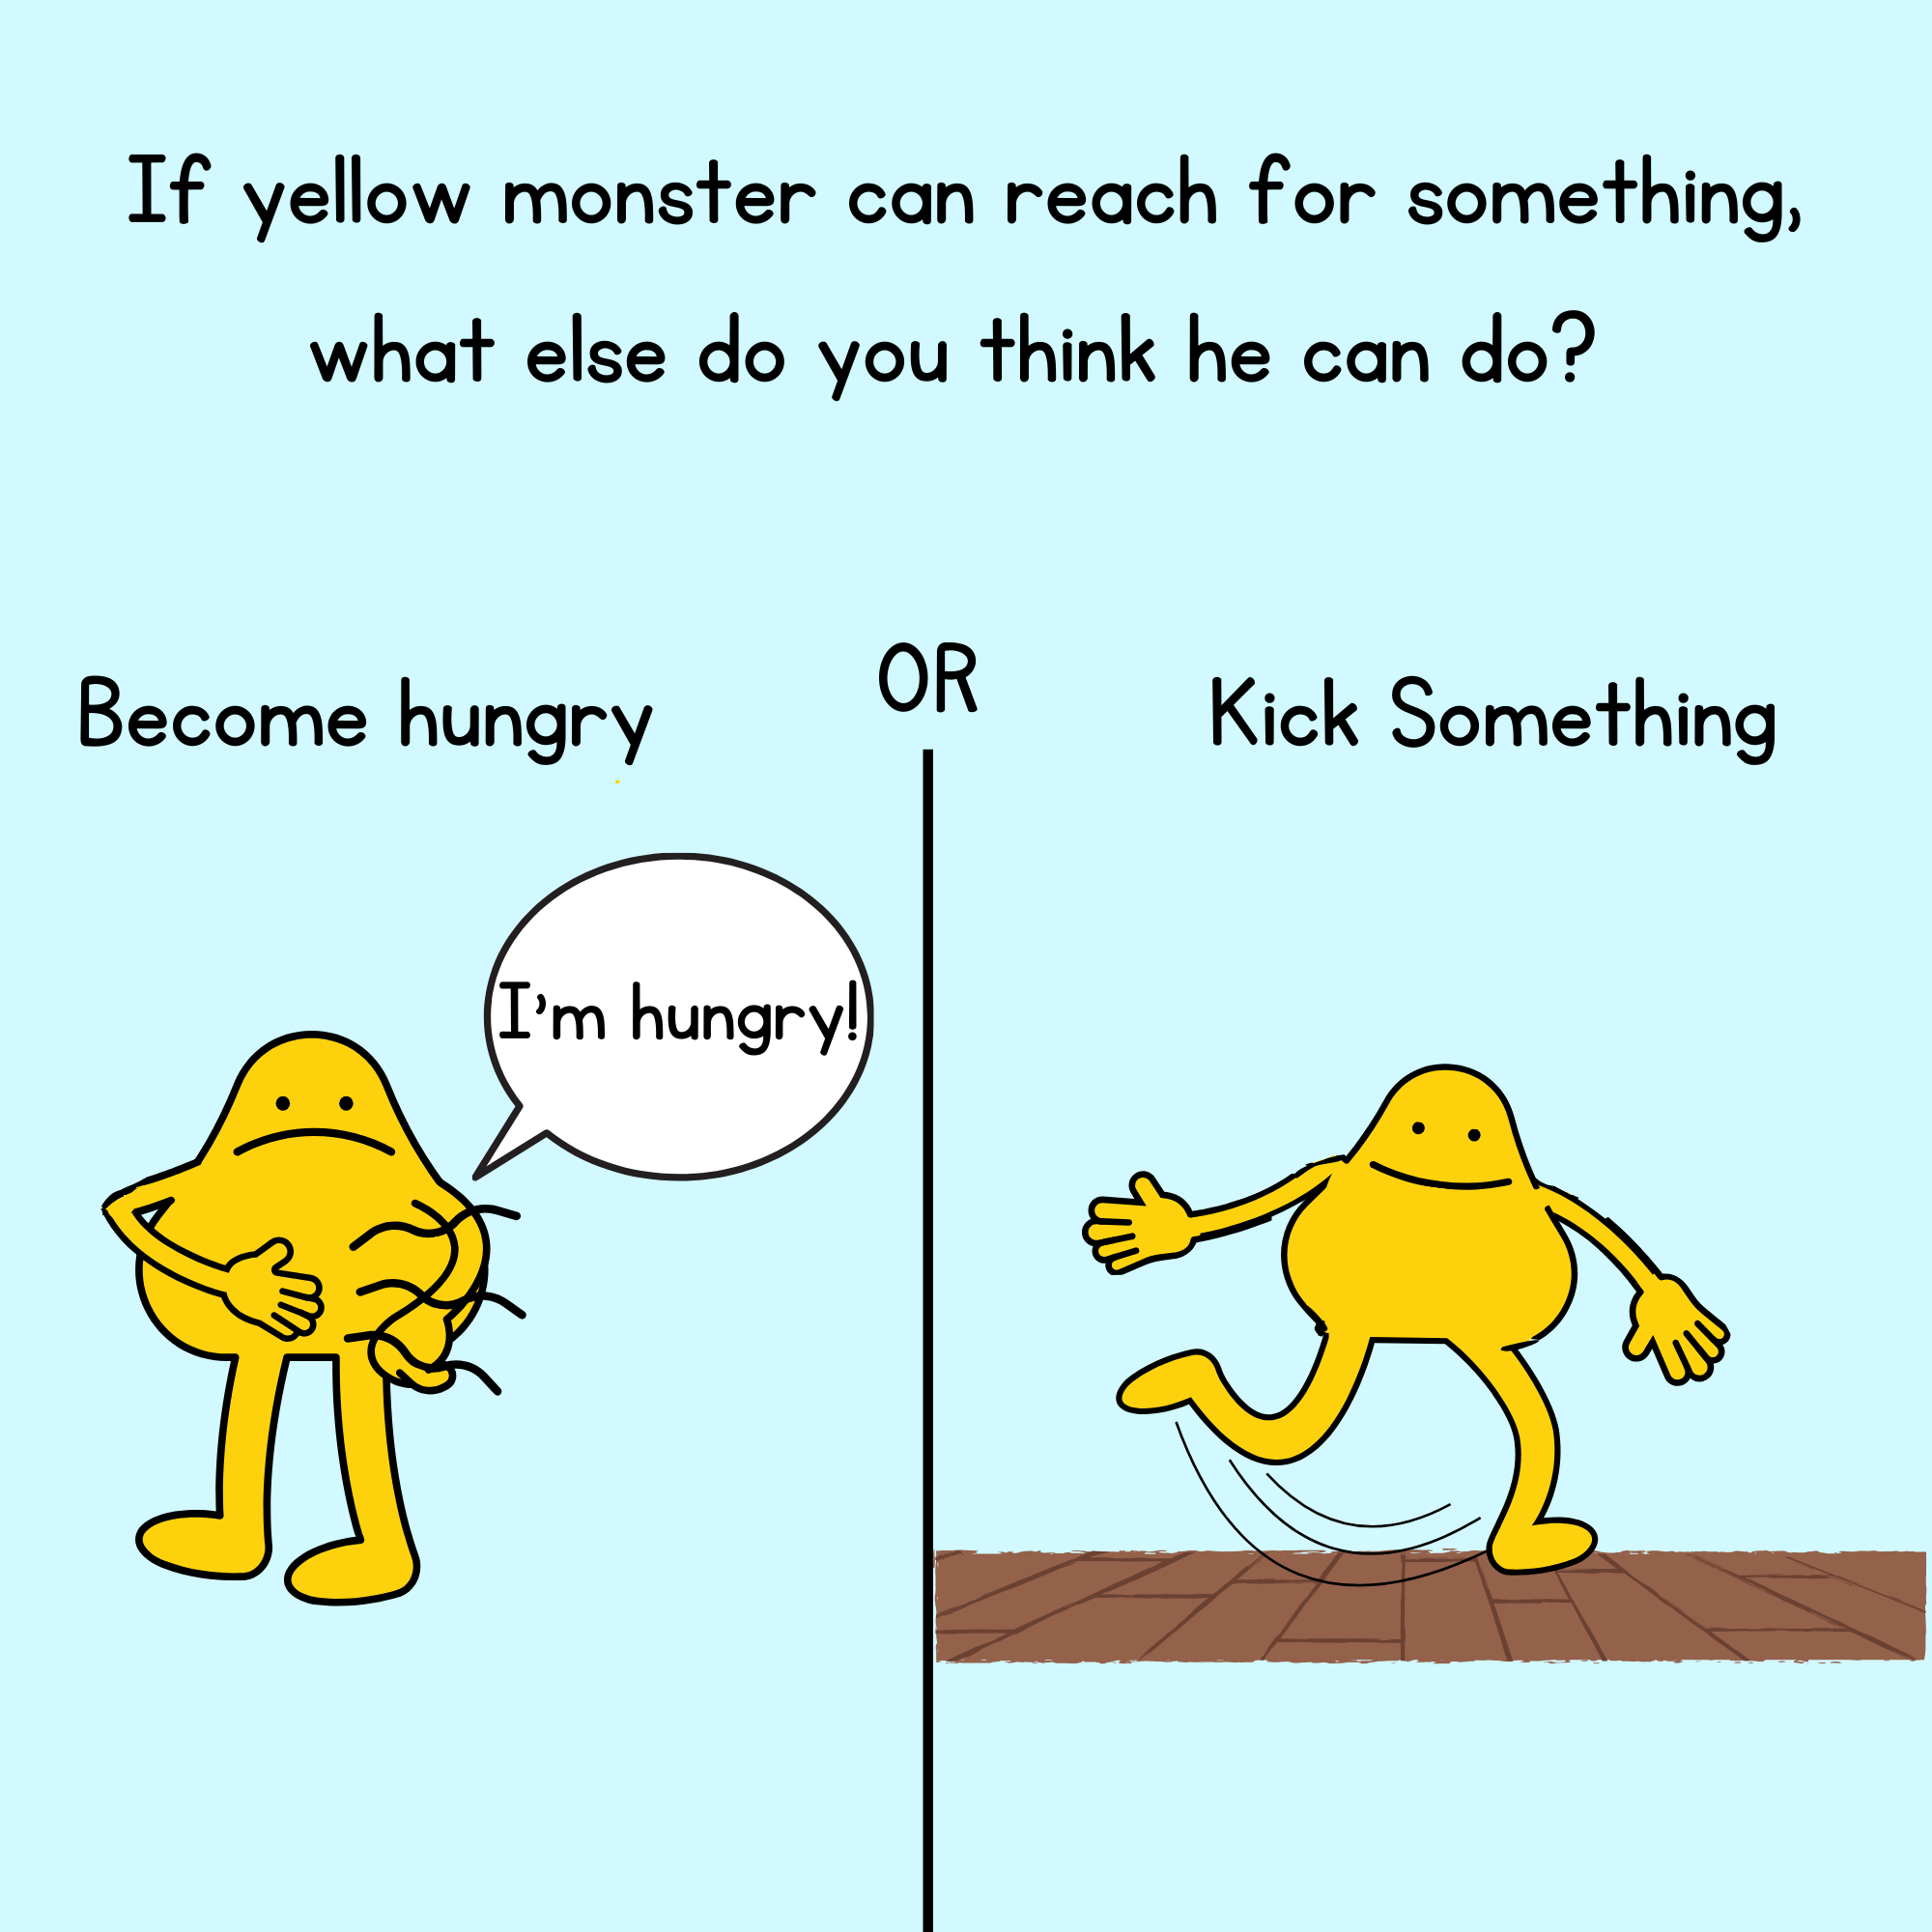 If yellow monster can reach for something,
what else do you think he can do?
OR
Become hungry
Kick Something
I'm hungry!